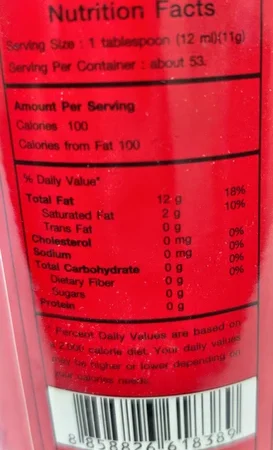 Nutrition Facts
Serving Size : 1 tablespoon (12 ml)(11g)
Serving Per Container : about 53.
Amount Per Serving
Calories 100
Calories from Fat 100
% Daily Value*
Total Fat 12 g 18%
Saturated Fat 2 g 10%
Trans Fat 0 g
Cholesterol 0 mg 0%
Sodium 0 mg 0%
Total Carbohydrate 0 g 0%
Dietary Fiber 0 g 0%
Sugars 0 g
Protein 0 g
* Percent Daily Values are based on
a 2,000 calorie diet. Your daily values
may be higher or lower depending on
your calories needs.
8 858826 618389